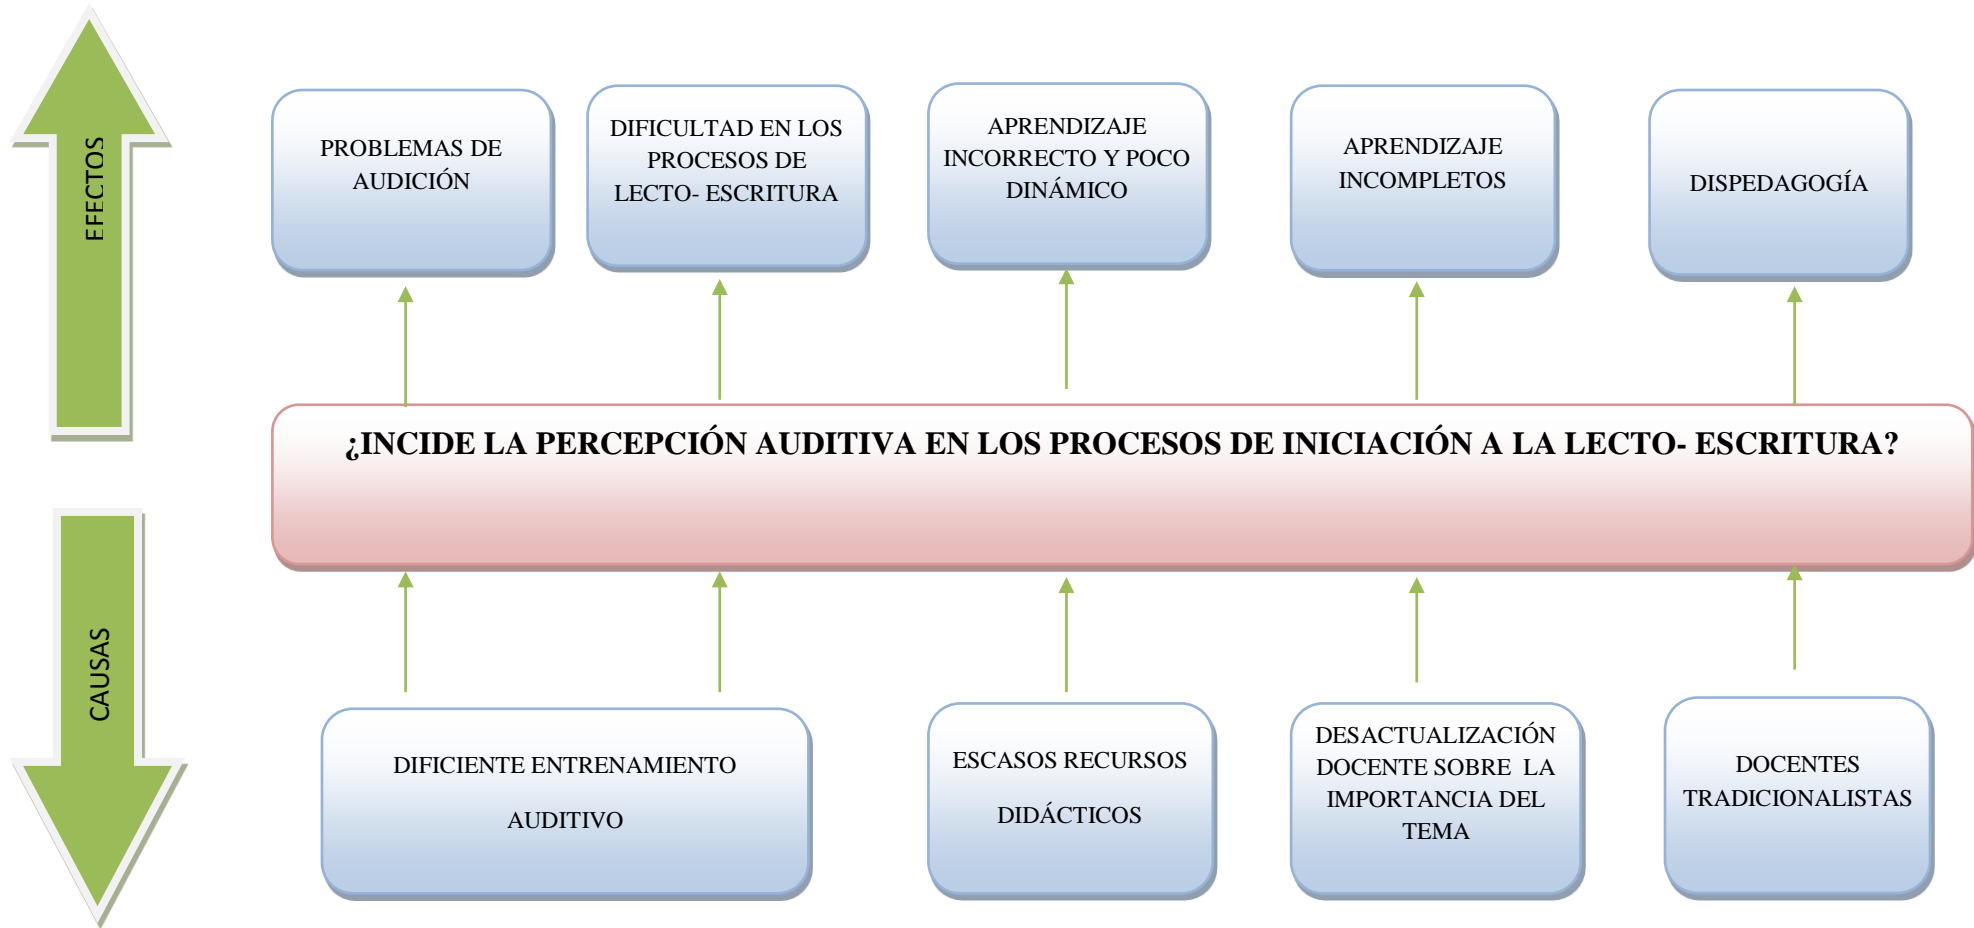 EFECTOS
PROBLEMAS DE
AUDICIÓN
DIFICULTAD EN LOS
PROCESOS DE
LECTO- ESCRITURA
APRENDIZAJE
INCORRECTO Y POCO
DINÁMICO
APRENDIZAJE
INCOMPLETOS
DISPEDAGOGÍA
¿INCIDE LA PERCEPCIÓN AUDITIVA EN LOS PROCESOS DE INICIACIÓN A LA LECTO- ESCRITURA?
CAUSAS
DIFICIENTE ENTRENAMIENTO
AUDITIVO
ESCASOS RECURSOS
DIDÁCTICOS
DESACTUALIZACIÓN
DOCENTE SOBRE  LA
IMPORTANCIA DEL
TEMA
DOCENTES
TRADICIONALISTAS